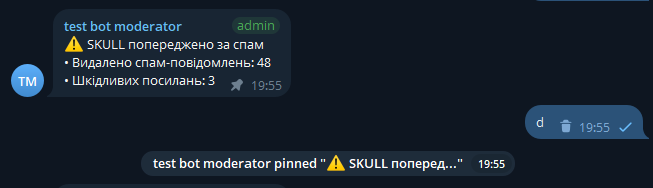 test bot moderator admin
⚠️ SKULL попереджено за спам
• Видалено спам-повідомлень: 48
• Шкідливих посилань: 3
19:55
TM
d 19:55
test bot moderator pinned "⚠️ SKULL поперед..." 19:55